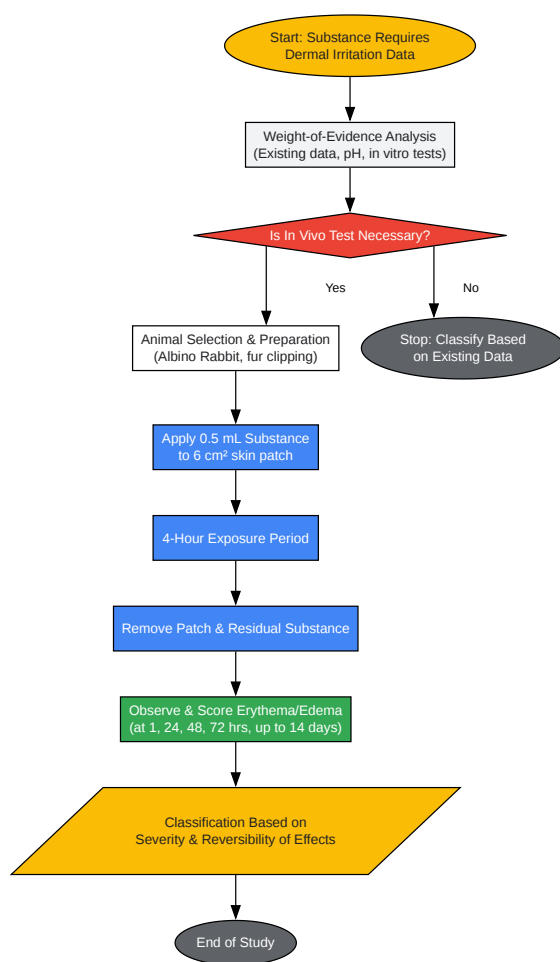 Start: Substance Requires
Dermal Irritation Data
Weight-of-Evidence Analysis
(Existing data, pH, in vitro tests)
Is In Vivo Test Necessary?
Yes
No
Animal Selection & Preparation
(Albino Rabbit, fur clipping)
Stop: Classify Based
on Existing Data
Apply 0.5 mL Substance
to 6 cm² skin patch
4-Hour Exposure Period
Remove Patch & Residual Substance
Observe & Score Erythema/Edema
(at 1, 24, 48, 72 hrs, up to 14 days)
Classification Based on
Severity & Reversibility of Effects
End of Study